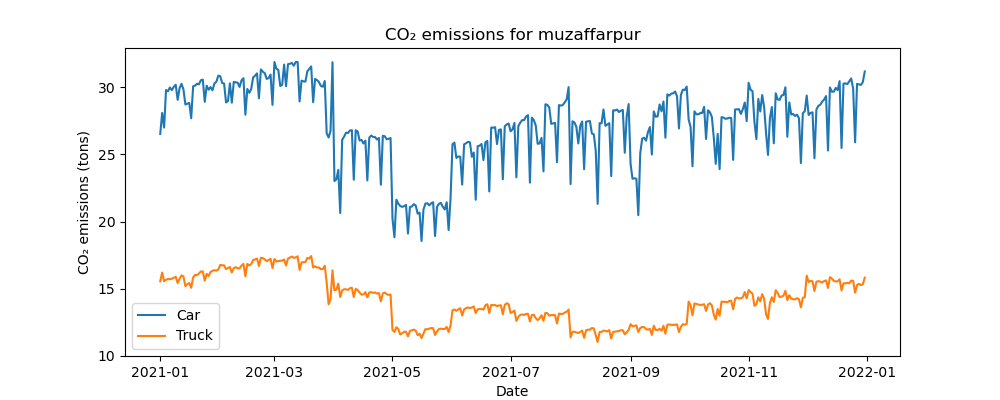 CO₂ emissions for muzaffarpur
CO₂ emissions (tons)
30
25
20
15
10
Car
Truck
2021-01
2021-03
2021-05
2021-07
2021-09
2021-11
2022-01
Date